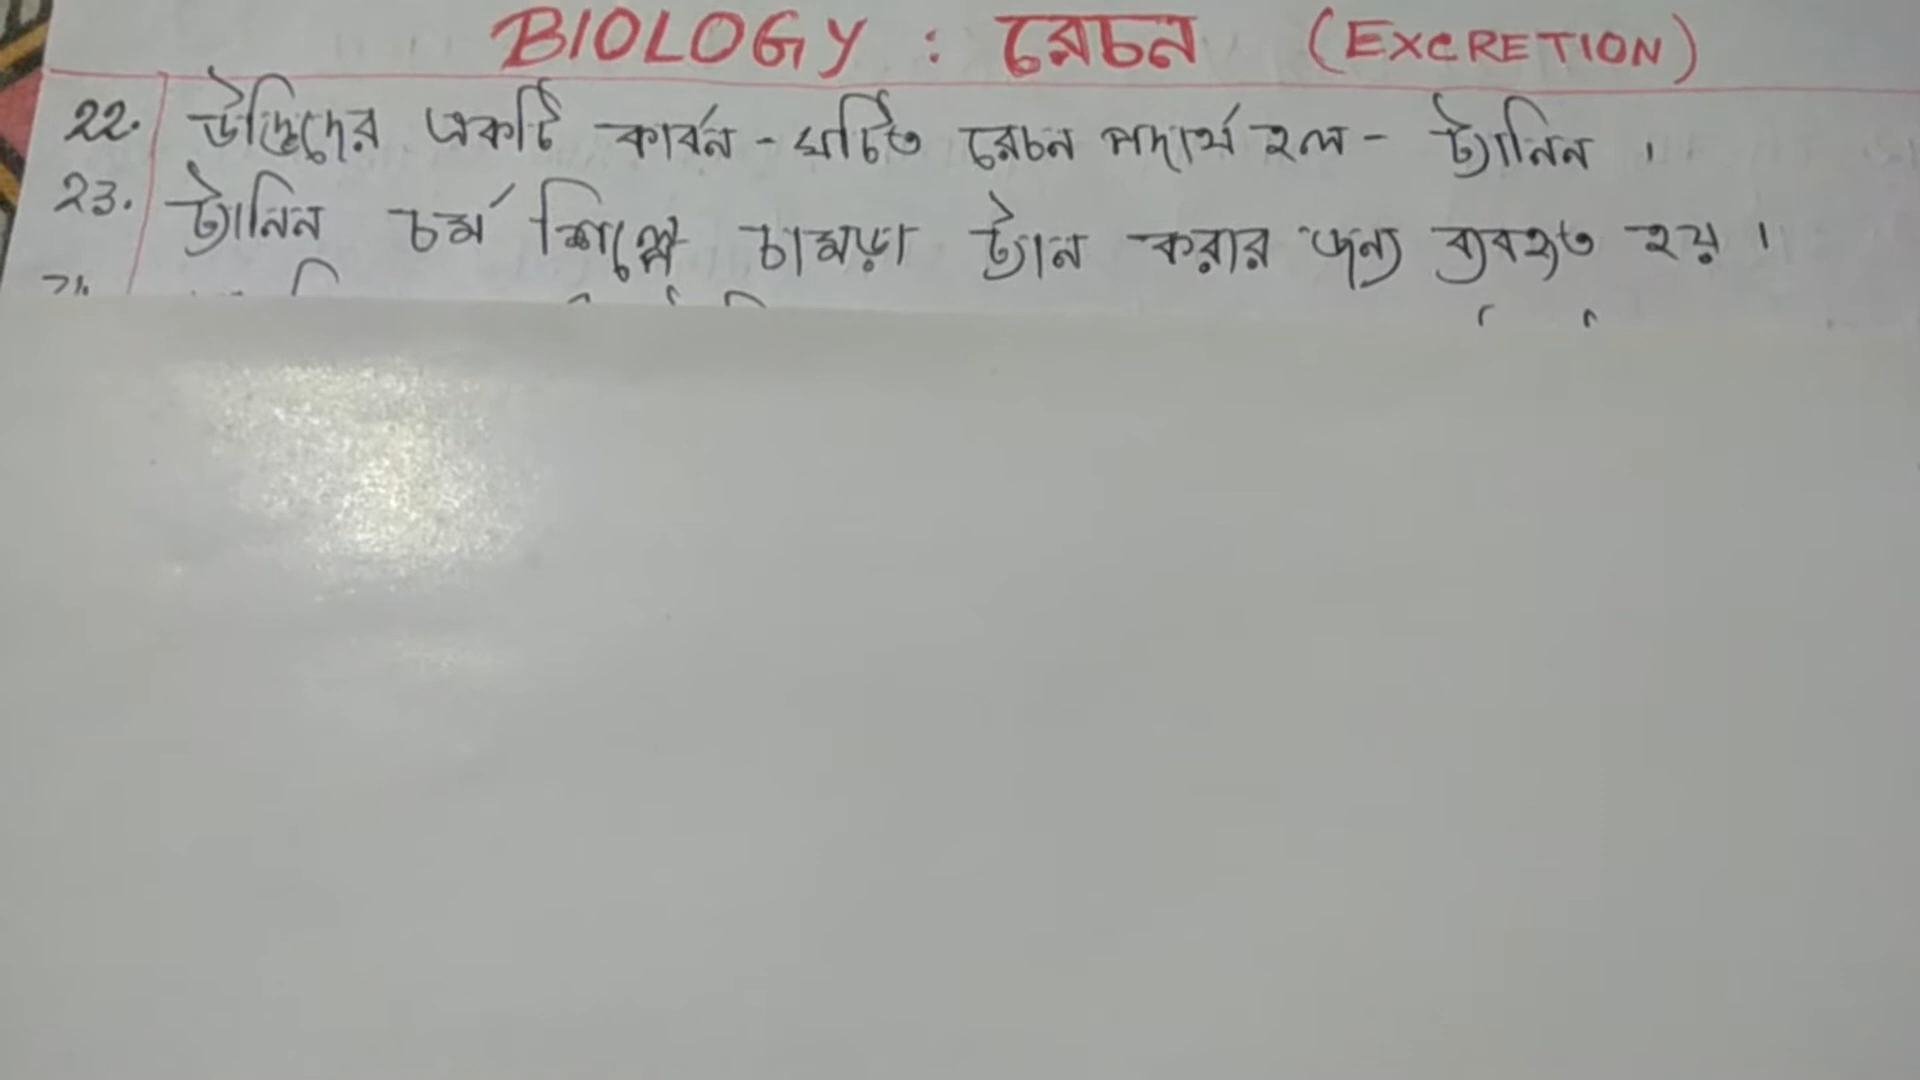 BIOLOGY : রেচন (EXCRETION)
22. উদ্ভিদের একটি কার্বন - ঘটিত রেচন পদার্থ হল - ট্যানিন ।
23. ট্যানিন চর্ম শিল্পে চামড়া ট্যান করার জন্য ব্যবহৃত হয় ।